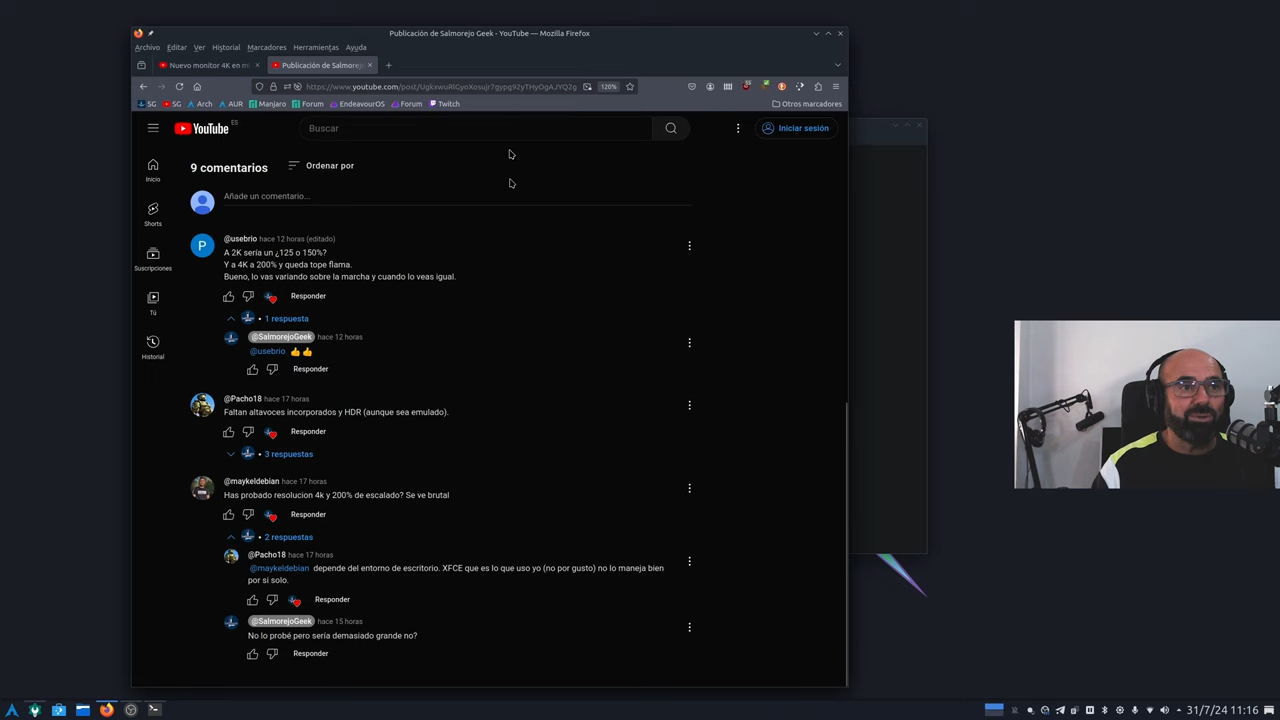 Publicación de Salmorejo Geek - YouTube — Mozilla Firefox
Archivo Editar Ver Historial Marcadores Herramientas Ayuda
Nuevo monitor 4K en m
Publicación de Salmorej
120%
SG SG Arch AUR Manjaro Forum EndeavourOS Forum Twitch Otros marcadores
YouTube ES
Buscar
Iniciar sesión
Inicio
Shorts
Suscripciones
Tú
Historial
9 comentarios Ordenar por
Añade un comentario...
P
@usebrio hace 12 horas (editado)
A 2K sería un ¿125 o 150%?
Y a 4K a 200% y queda tope flama.
Bueno, lo vas variando sobre la marcha y cuando lo veas igual.
Responder
• 1 respuesta
@SalmorejoGeek hace 12 horas
@usebrio 👍👍
Responder
@Pacho18 hace 17 horas
Faltan altavoces incorporados y HDR (aunque sea emulado).
Responder
• 3 respuestas
@maykeldebian hace 17 horas
Has probado resolucion 4k y 200% de escalado? Se ve brutal
Responder
• 2 respuestas
@Pacho18 hace 17 horas
@maykeldebian depende del entorno de escritorio. XFCE que es lo que uso yo (no por gusto) no lo maneja bien
por si solo.
Responder
@SalmorejoGeek hace 15 horas
No lo probé pero sería demasiado grande no?
Responder
31/7/24 11:16